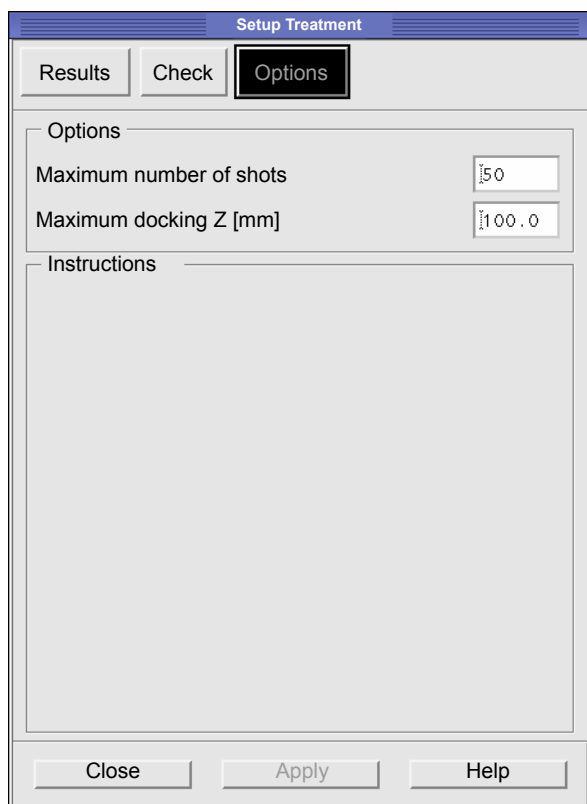 Setup Treatment
Results Check Options
Options
Maximum number of shots 50
Maximum docking Z [mm] 100.0
Instructions
Close Apply Help